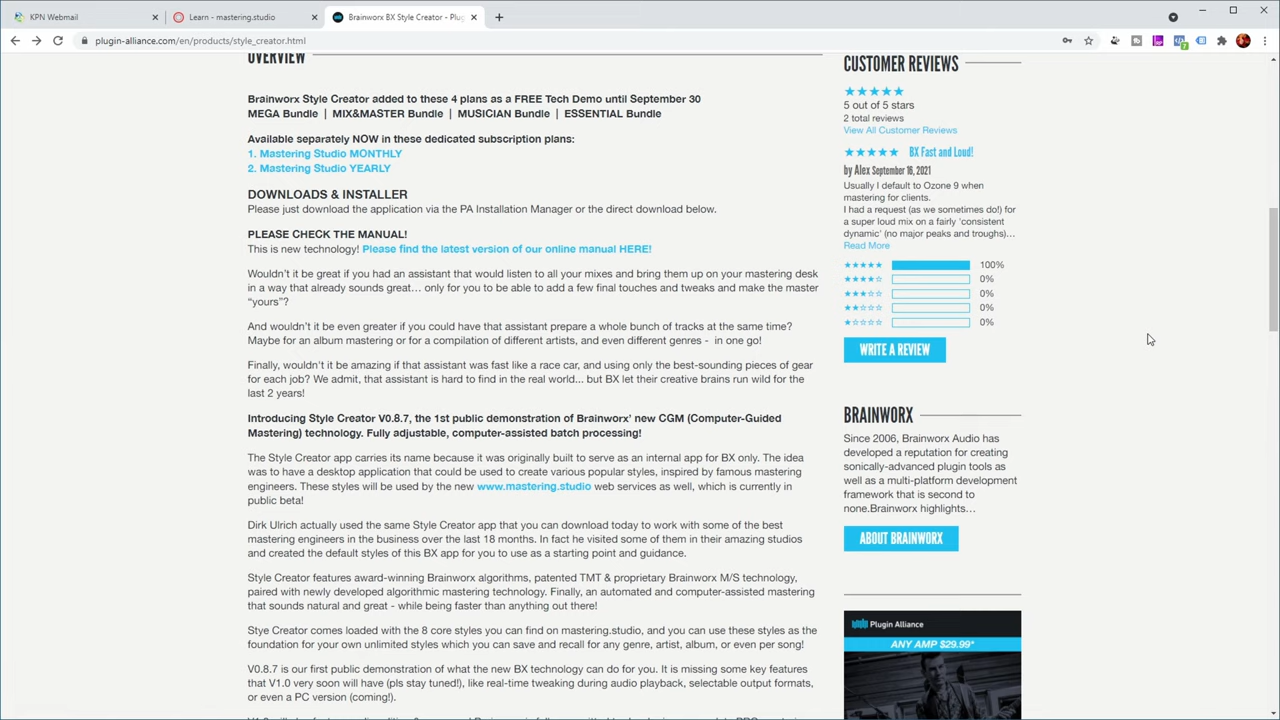 KPN Webmail
Learn - mastering.studio
Brainworx BX Style Creator - Plug
plugin-alliance.com/en/products/style_creator.html
OVERVIEW
Brainworx Style Creator added to these 4 plans as a FREE Tech Demo until September 30
MEGA Bundle | MIX&MASTER Bundle | MUSICIAN Bundle | ESSENTIAL Bundle
Available separately NOW in these dedicated subscription plans:
1. Mastering Studio MONTHLY
2. Mastering Studio YEARLY
DOWNLOADS & INSTALLER
Please just download the application via the PA Installation Manager or the direct download below.
PLEASE CHECK THE MANUAL!
This is new technology! Please find the latest version of our online manual HERE!
Wouldn't it be great if you had an assistant that would listen to all your mixes and bring them up on your mastering desk
in a way that already sounds great… only for you to be able to add a few final touches and tweaks and make the master
“yours”?
And wouldn't it be even greater if you could have that assistant prepare a whole bunch of tracks at the same time?
Maybe for an album mastering or for a compilation of different artists, and even different genres - in one go!
Finally, wouldn't it be amazing if that assistant was fast like a race car, and using only the best-sounding pieces of gear
for each job? We admit, that assistant is hard to find in the real world... but BX let their creative brains run wild for the
last 2 years!
Introducing Style Creator V0.8.7, the 1st public demonstration of Brainworx' new CGM (Computer-Guided
Mastering) technology. Fully adjustable, computer-assisted batch processing!
The Style Creator app carries its name because it was originally built to serve as an internal app for BX only. The idea
was to have a desktop application that could be used to create various popular styles, inspired by famous mastering
engineers. These styles will be used by the new www.mastering.studio web services as well, which is currently in
public beta!
Dirk Ulrich actually used the same Style Creator app that you can download today to work with some of the best
mastering engineers in the business over the last 18 months. In fact he visited some of them in their amazing studios
and created the default styles of this BX app for you to use as a starting point and guidance.
Style Creator features award-winning Brainworx algorithms, patented TMT & proprietary Brainworx M/S technology,
paired with newly developed algorithmic mastering technology. Finally, an automated and computer-assisted mastering
that sounds natural and great - while being faster than anything out there!
Stye Creator comes loaded with the 8 core styles you can find on mastering.studio, and you can use these styles as the
foundation for your own unlimited styles which you can save and recall for any genre, artist, album, or even per song!
V0.8.7 is our first public demonstration of what the new BX technology can do for you. It is missing some key features
that V1.0 very soon will have (pls stay tuned!), like real-time tweaking during audio playback, selectable output formats,
or even a PC version (coming!).
CUSTOMER REVIEWS
★★★★★
5 out of 5 stars
2 total reviews
View All Customer Reviews
★★★★★ BX Fast and Loud!
by Alex September 16, 2021
Usually I default to Ozone 9 when
mastering for clients.
I had a request (as we sometimes do!) for
a super loud mix on a fairly 'consistent
dynamic' (no major peaks and troughs)…
Read More
★★★★★ 100%
★★★★☆ 0%
★★★☆☆ 0%
★★☆☆☆ 0%
★☆☆☆☆ 0%
WRITE A REVIEW
BRAINWORX
Since 2006, Brainworx Audio has
developed a reputation for creating
sonically-advanced plugin tools as
well as a multi-platform development
framework that is second to
none.Brainworx highlights…
ABOUT BRAINWORX
Plugin Alliance
ANY AMP $29.99*